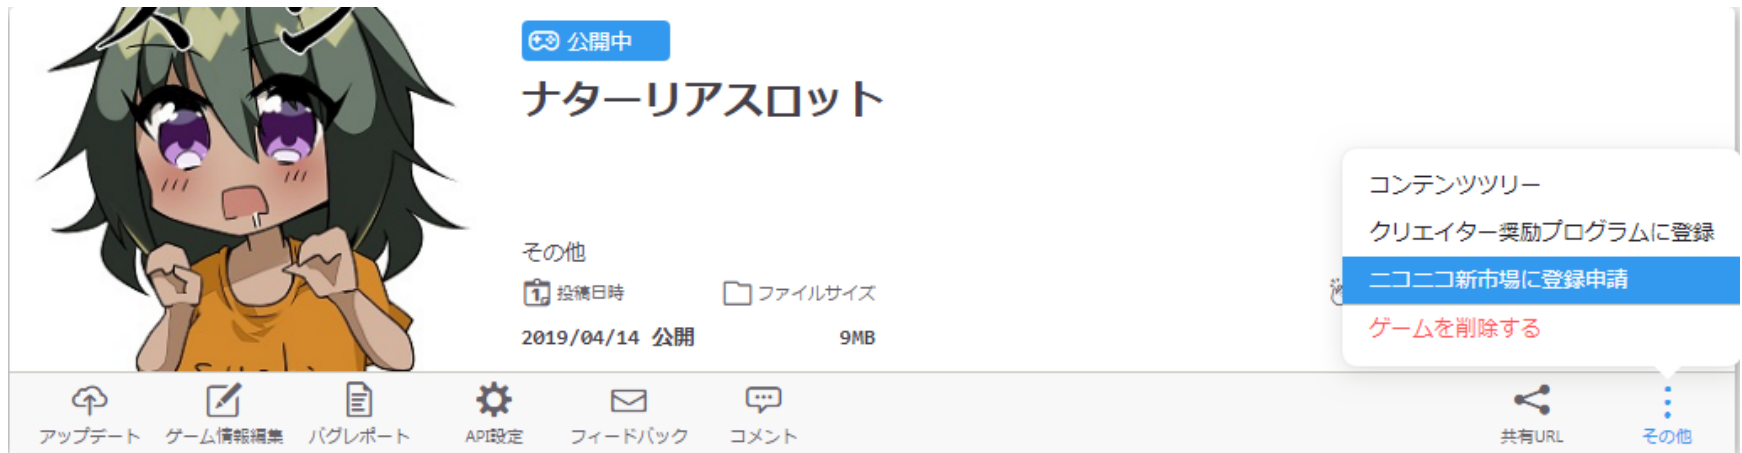 公開中
ナターリアスロット
その他
投稿日時
ファイルサイズ
2019/04/14 公開
9MB
コンテンツツリー
クリエイター奨励プログラムに登録
ニコニコ新市場に登録申請
ゲームを削除する
アップデート
ゲーム情報編集
バグレポート
API設定
フィードバック
コメント
共有URL
その他